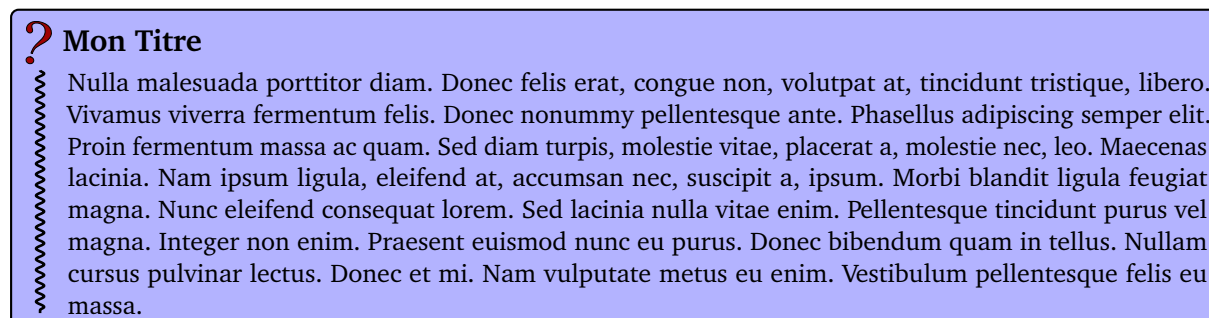 ? Mon Titre
Nulla malesuada porttitor diam. Donec felis erat, congue non, volutpat at, tincidunt tristique, libero.
Vivamus viverra fermentum felis. Donec nonummy pellentesque ante. Phasellus adipiscing semper elit.
Proin fermentum massa ac quam. Sed diam turpis, molestie vitae, placerat a, molestie nec, leo. Maecenas
lacinia. Nam ipsum ligula, eleifend at, accumsan nec, suscipit a, ipsum. Morbi blandit ligula feugiat
magna. Nunc eleifend consequat lorem. Sed lacinia nulla vitae enim. Pellentesque tincidunt purus vel
magna. Integer non enim. Praesent euismod nunc eu purus. Donec bibendum quam in tellus. Nullam
cursus pulvinar lectus. Donec et mi. Nam vulputate metus eu enim. Vestibulum pellentesque felis eu
massa.